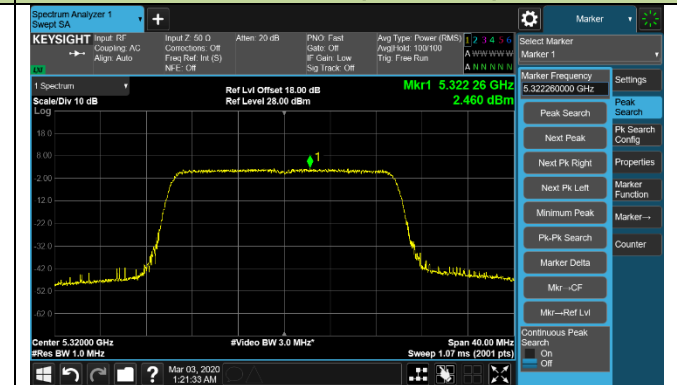 Spectrum Analyzer 1
Swept SA
+
Marker
KEYSIGHT
Input: RF
Coupling: AC
Align: Auto
Input Z: 50 Ω
Corrections: Off
Freq Ref: Int (S)
NFE: Off
Atten: 20 dB
PNO: Fast
Gate: Off
IF Gain: Low
Sig Track: Off
Avg Type: Power (RMS)
Avg|Hold: 100/100
Trig: Free Run
1 2 3 4 5 6
A W W W W W
A N N N N N
Select Marker
Marker 1
1 Spectrum
Scale/Div 10 dB
Log
Ref Lvl Offset 18.00 dB
Ref Level 28.00 dBm
Mkr1 5.322 26 GHz
2.460 dBm
18.0
8.00
-2.00
-12.0
-22.0
-32.0
-42.0
-52.0
-62.0
1
Center 5.32000 GHz
#Res BW 1.0 MHz
#Video BW 3.0 MHz*
Span 40.00 MHz
Sweep 1.07 ms (2001 pts)
Marker Frequency
5.322260000 GHz
Peak Search
Next Peak
Next Pk Right
Next Pk Left
Minimum Peak
Pk-Pk Search
Marker Delta
Mkr→CF
Mkr→Ref Lvl
Continuous Peak
Search
On
Off
Settings
Peak
Search
Pk Search
Config
Properties
Marker
Function
Marker→
Counter
?
Mar 03, 2020
1:21:33 AM